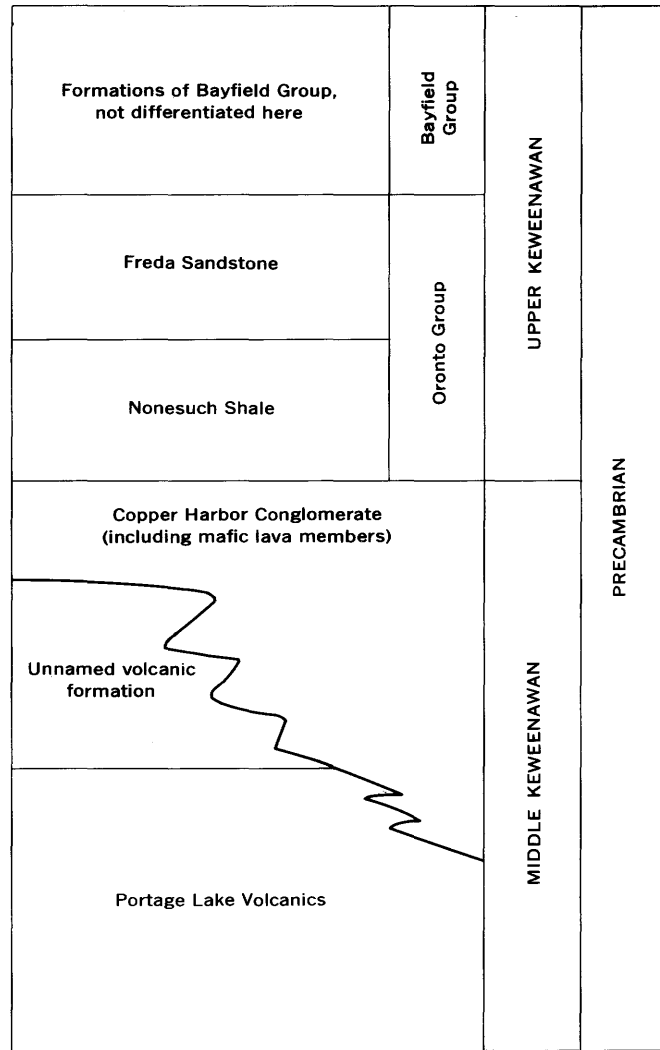 Formations of Bayfield Group,
not differentiated here
Bayfield
Group
Freda Sandstone
Nonesuch Shale
Oronto Group
UPPER KEWEENAWAN
Copper Harbor Conglomerate
(including mafic lava members)
Unnamed volcanic
formation
Portage Lake Volcanics
MIDDLE KEWEENAWAN
PRECAMBRIAN